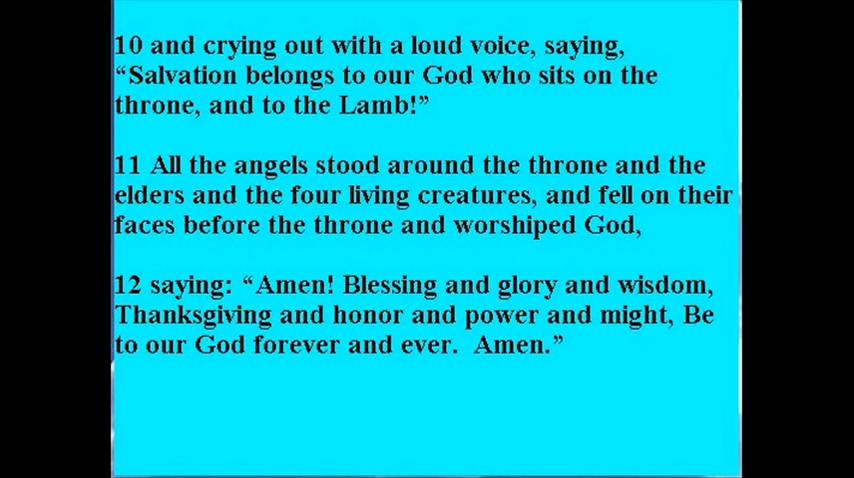 10 and crying out with a loud voice, saying,
“Salvation belongs to our God who sits on the
throne, and to the Lamb!”
11 All the angels stood around the throne and the
elders and the four living creatures, and fell on their
faces before the throne and worshiped God,
12 saying: “Amen! Blessing and glory and wisdom,
Thanksgiving and honor and power and might, Be
to our God forever and ever.  Amen.”